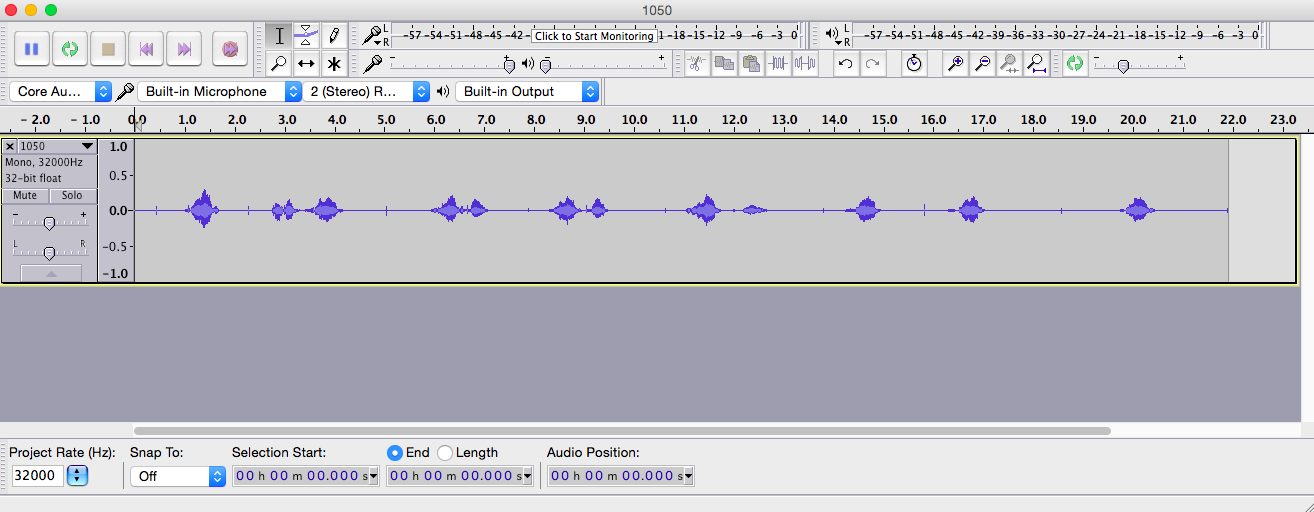 1050
L
R
-57 -54 -51 -48 -45 -42 - Click to Start Monitoring 1 -18 -15 -12 -9 -6 -3 0
L
R
-57 -54 -51 -48 -45 -42 -39 -36 -33 -30 -27 -24 -21 -18 -15 -12 -9 -6 -3 0
- +
- +
- +
Core Au... Built-in Microphone 2 (Stereo) R... Built-in Output
- 2.0 - 1.0 0.0 1.0 2.0 3.0 4.0 5.0 6.0 7.0 8.0 9.0 10.0 11.0 12.0 13.0 14.0 15.0 16.0 17.0 18.0 19.0 20.0 21.0 22.0 23.0
1050
Mono, 32000Hz
32-bit float
Mute Solo
- +
L R
1.0
0.5-
0.0-
-0.5-
-1.0
Project Rate (Hz): Snap To: Selection Start: End Length Audio Position:
32000 Off 00 h 00 m 00.000 s 00 h 00 m 00.000 s 00 h 00 m 00.000 s